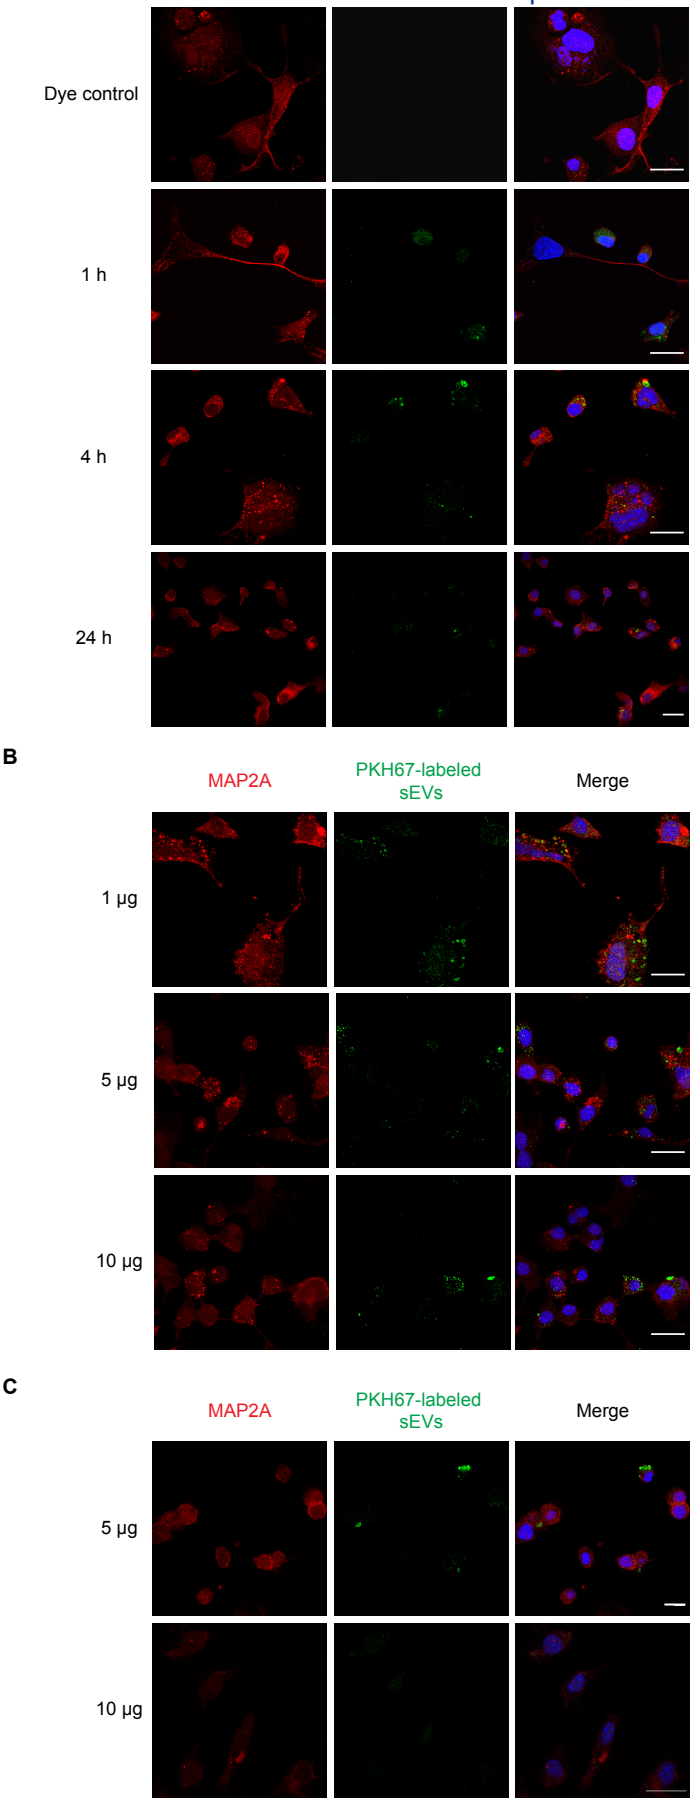 Dye control
1 h
4 h
24 h
B
MAP2A
PKH67-labeled
sEVs
Merge
1 µg
5 µg
10 µg
C
MAP2A
PKH67-labeled
sEVs
Merge
5 µg
10 µg